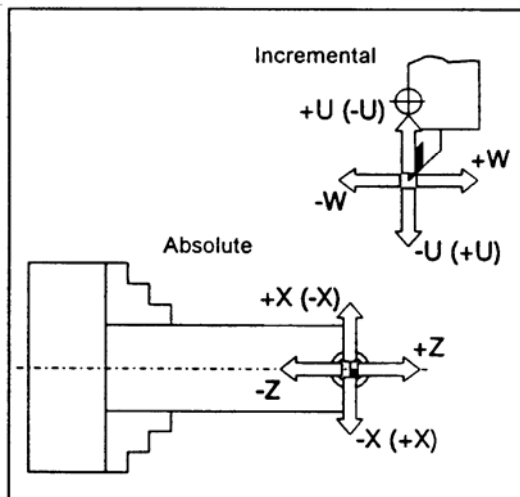 Incremental
+U (-U)
+W
-W
-U (+U)
Absolute
+X (-X)
+Z
-Z
-X (+X)